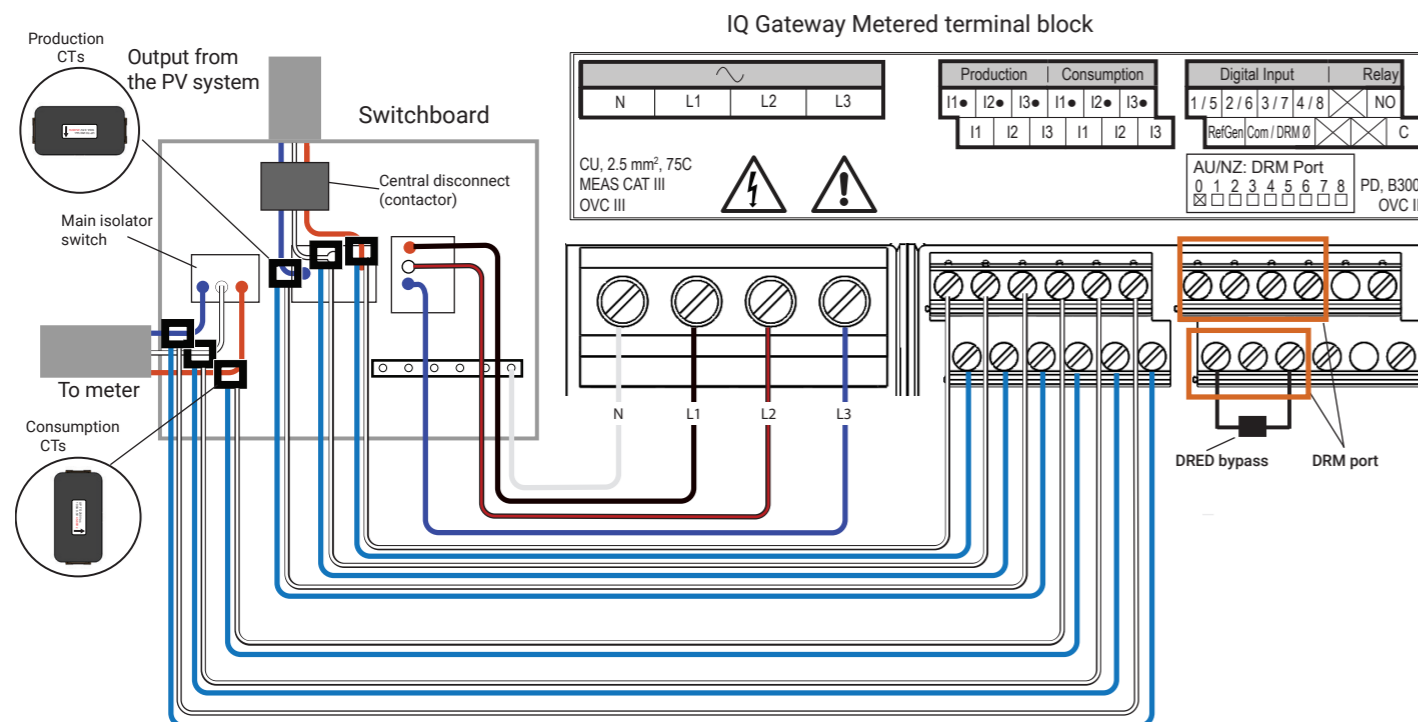 IQ Gateway Metered terminal block
Production
CTs
Output from
the PV system
Switchboard
Central disconnect
(contactor)
Main isolator
switch
To meter
Consumption
CTs
N L1 L2 L3
CU, 2.5 mm², 75C
MEAS CAT III
OVC III
Production | Consumption
I1● I2● I3● I1● I2● I3●
I1 I2 I3 I1 I2 I3
Digital Input | Relay
1 / 5 2 / 6 3 / 7 4 / 8 NO
RefGen Com / DRM Ø C
AU/NZ: DRM Port
0 1 2 3 4 5 6 7 8
PD, B300
OVC II
N L1 L2 L3
DRED bypass
DRM port